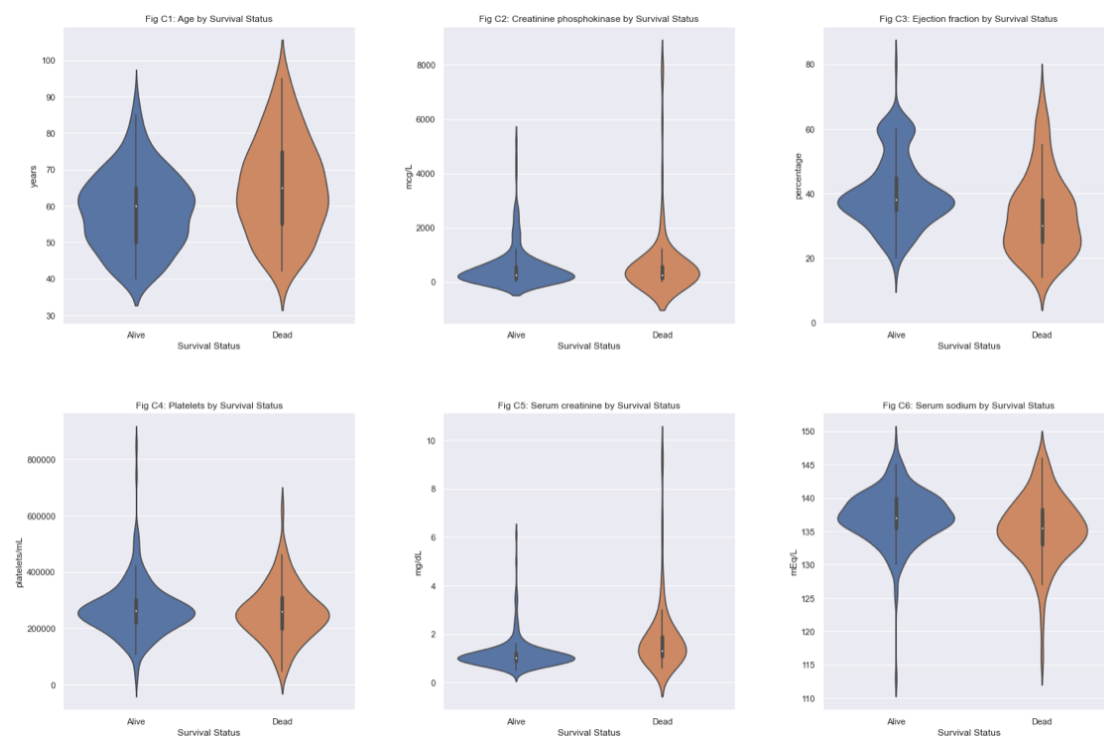 Fig C1: Age by Survival Status
100
90
80
70
60
50
40
30
years
Alive Dead
Survival Status
Fig C2: Creatinine phosphokinase by Survival Status
8000
6000
4000
2000
0
mcg/L
Alive Dead
Survival Status
Fig C3: Ejection fraction by Survival Status
80
60
40
20
0
percentage
Alive Dead
Survival Status
Fig C4: Platelets by Survival Status
800000
600000
400000
200000
0
platelets/mL
Alive Dead
Survival Status
Fig C5: Serum creatinine by Survival Status
10
8
6
4
2
0
mg/dL
Alive Dead
Survival Status
Fig C6: Serum sodium by Survival Status
150
145
140
135
130
125
120
115
110
mEq/L
Alive Dead
Survival Status